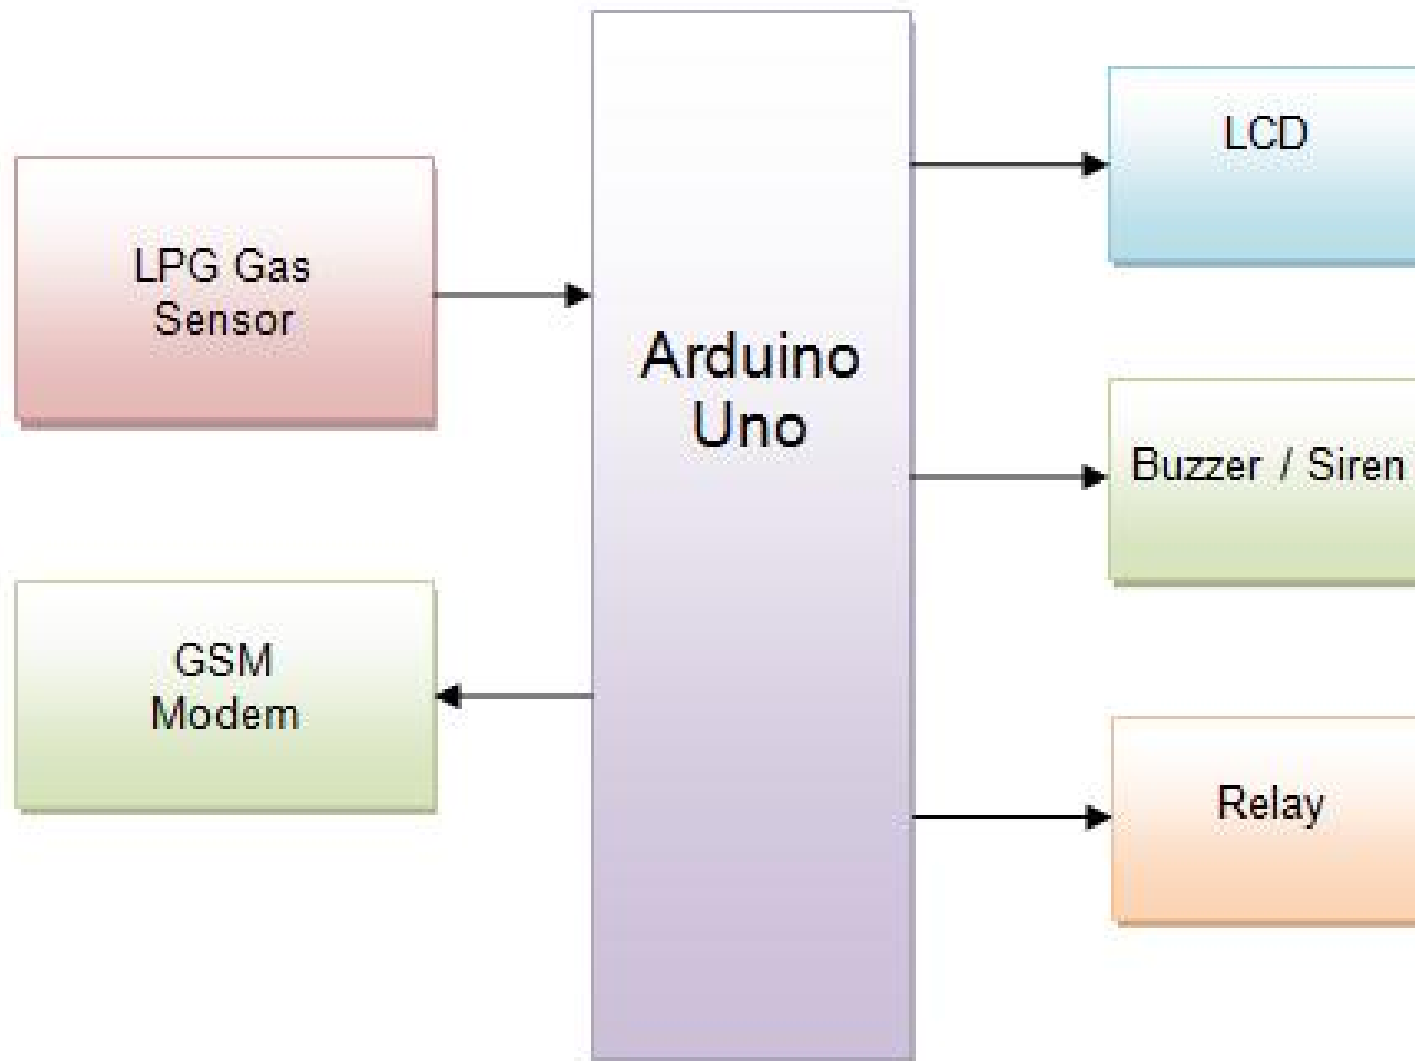 LPG Gas
Sensor
GSM
Modem
Arduino
Uno
LCD
Buzzer / Siren
Relay